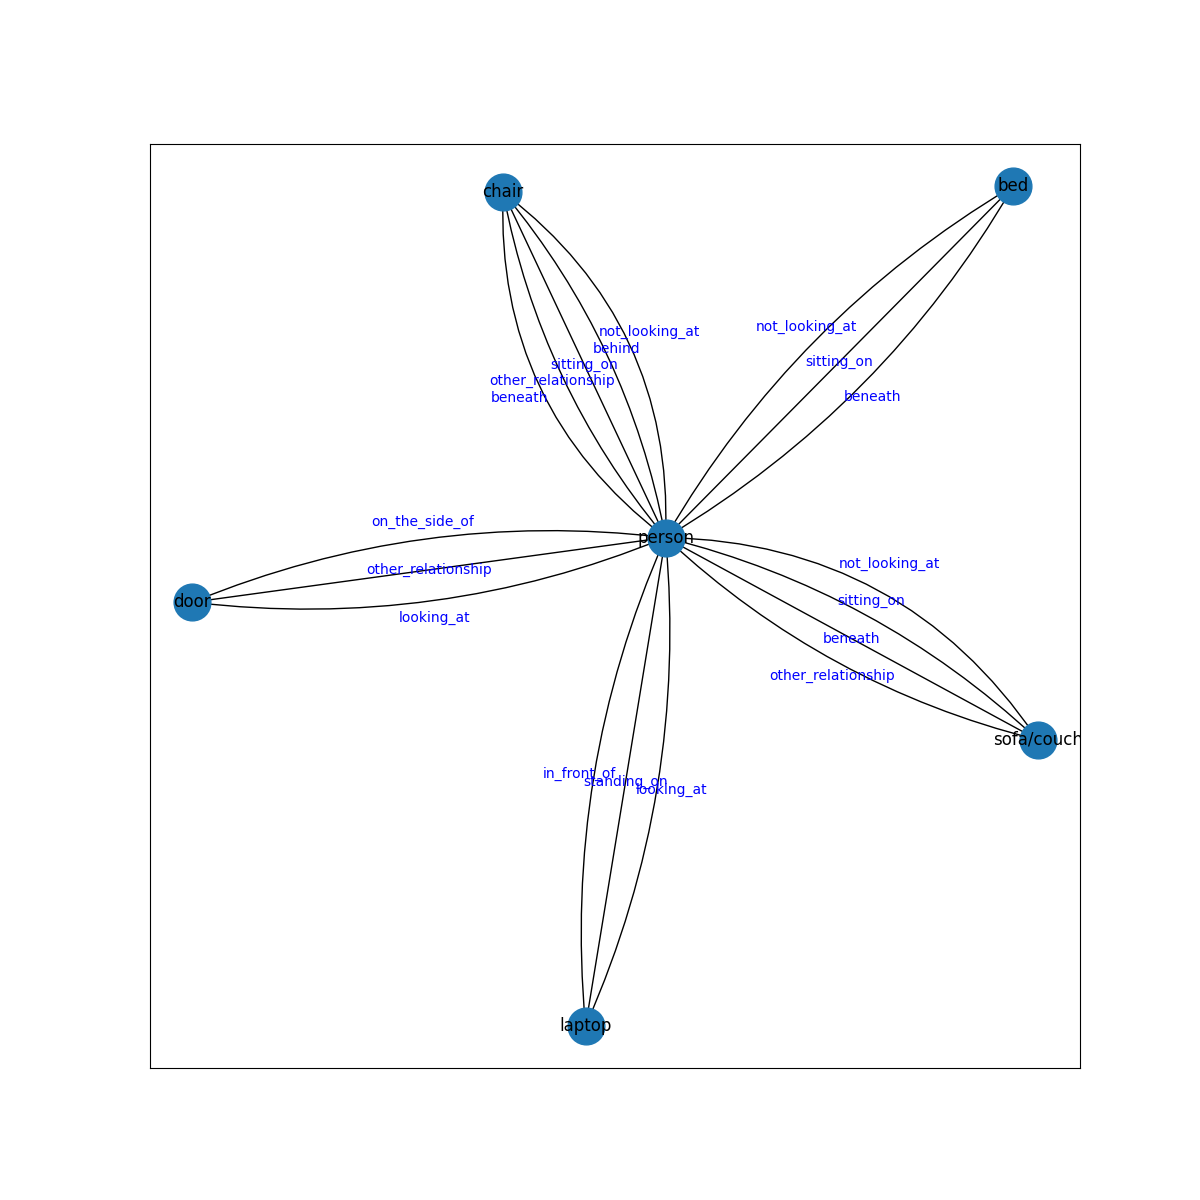 chair
bed
not_looking_at
not_looking_at
behind
sitting_on
sitting_on
other_relationship
beneath
beneath
on_the_side_of
person
not_looking_at
other_relationship
door
sitting_on
looking_at
beneath
other_relationship
sofa/couch
in_front_of
standing_on
looking_at
laptop